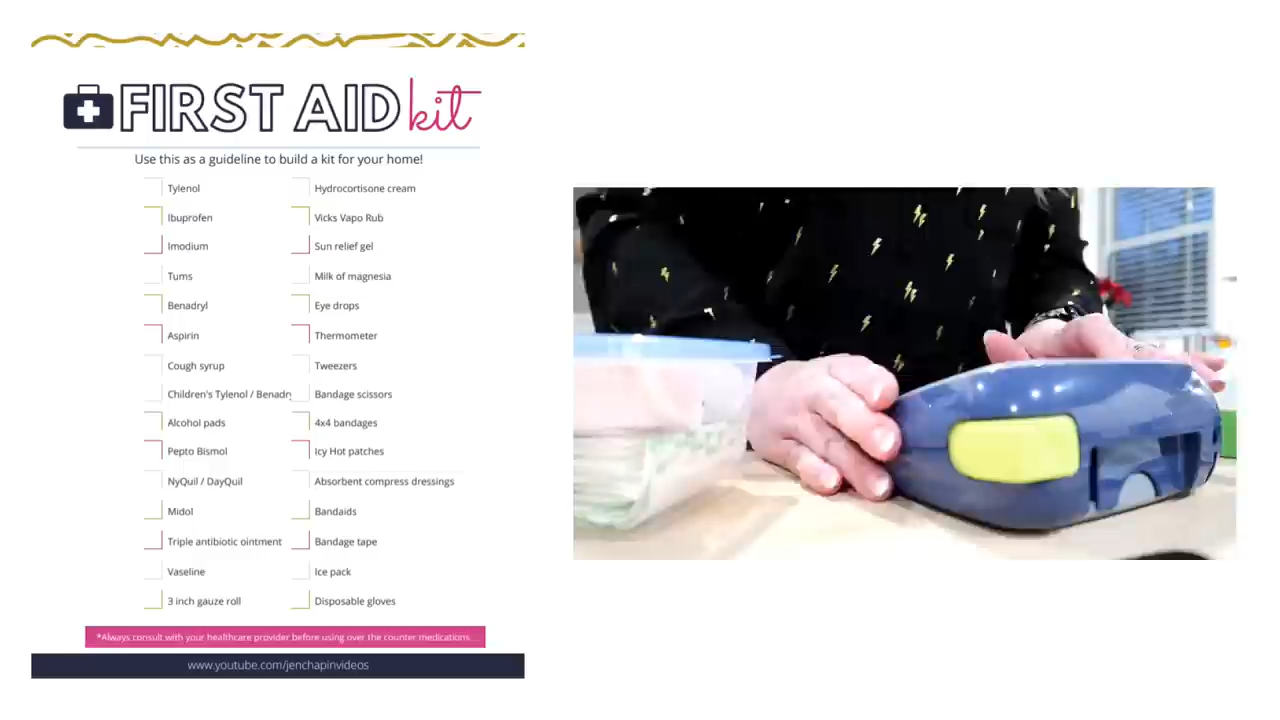 FIRST AID kit
Use this as a guideline to build a kit for your home!
Tylenol
Ibuprofen
Imodium
Tums
Benadryl
Aspirin
Cough syrup
Children's Tylenol / Benadr
Alcohol pads
Pepto Bismol
NyQuil / DayQuil
Midol
Triple antibiotic ointment
Vaseline
3 inch gauze roll
Hydrocortisone cream
Vicks Vapo Rub
Sun relief gel
Milk of magnesia
Eye drops
Thermometer
Tweezers
Bandage scissors
4x4 bandages
Icy Hot patches
Absorbent compress dressings
Bandaids
Bandage tape
Ice pack
Disposable gloves
*Always consult with your healthcare provider before using over the counter medications.
www.youtube.com/jenchapinvideos